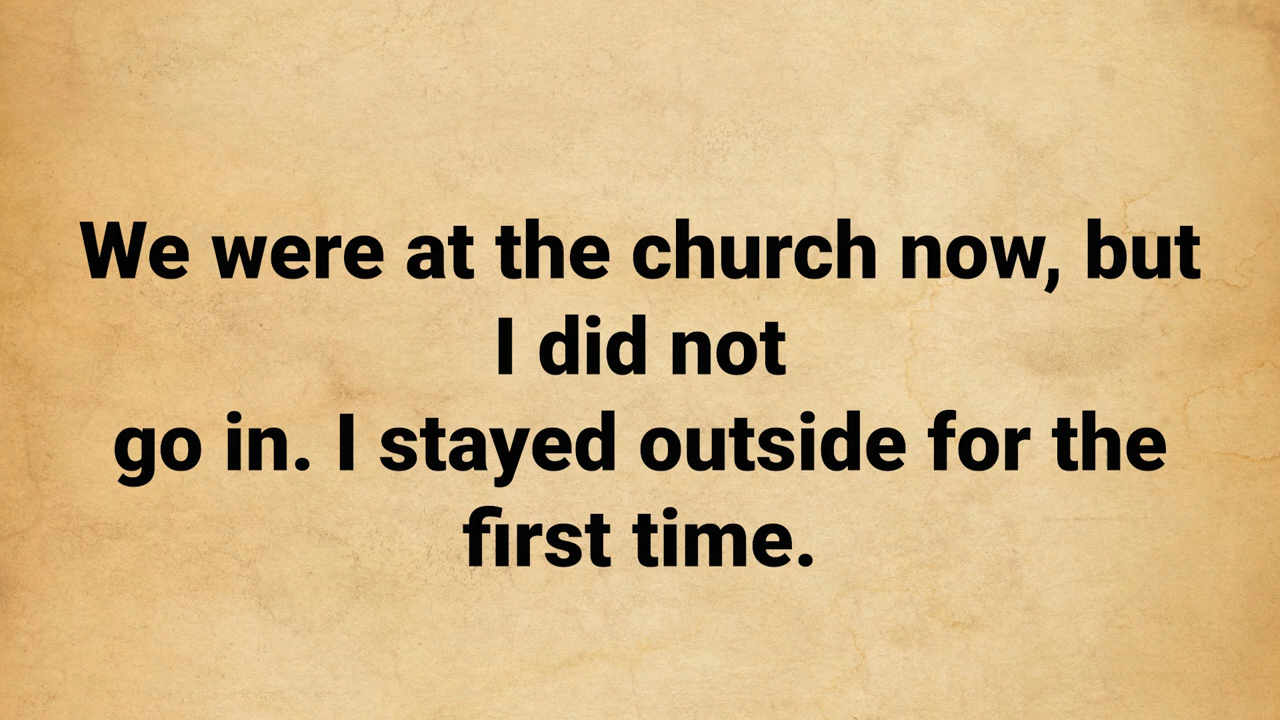 We were at the church now, but
I did not
go in. I stayed outside for the
first time.